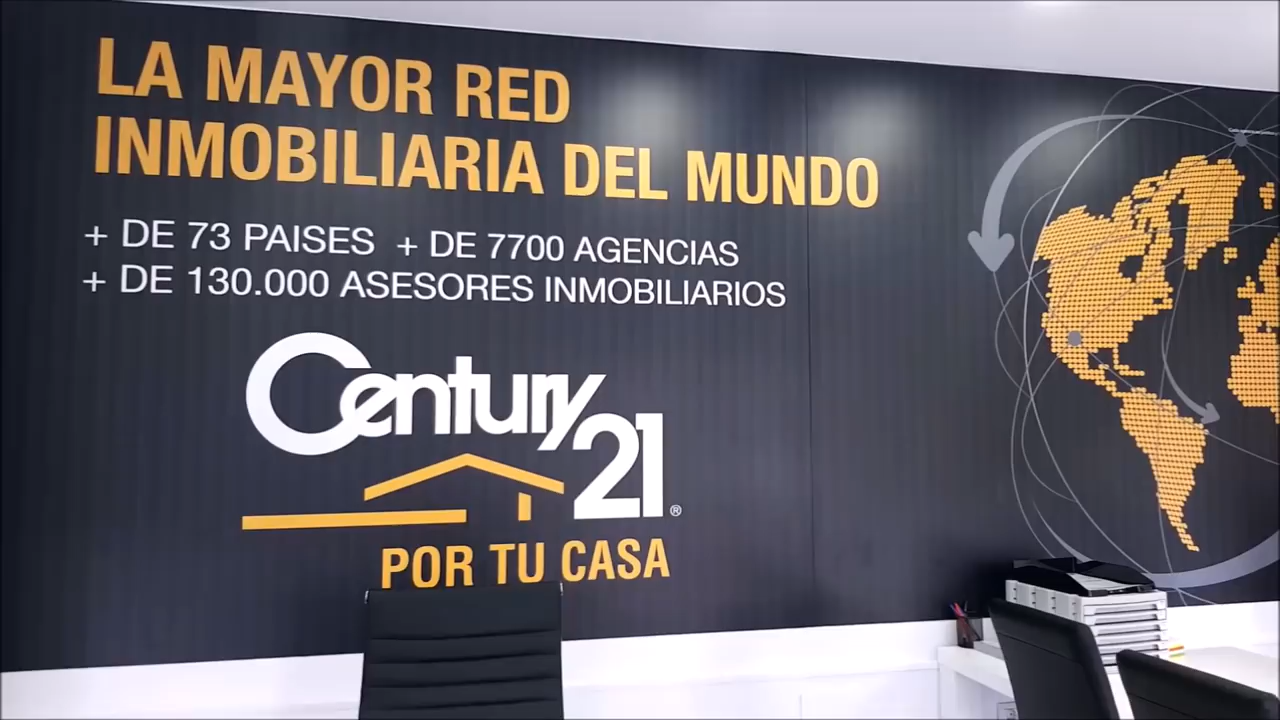 LA MAYOR RED
INMOBILIARIA DEL MUNDO
+ DE 73 PAISES + DE 7700 AGENCIAS
+ DE 130.000 ASESORES INMOBILIARIOS
Century
21®
POR TU CASA